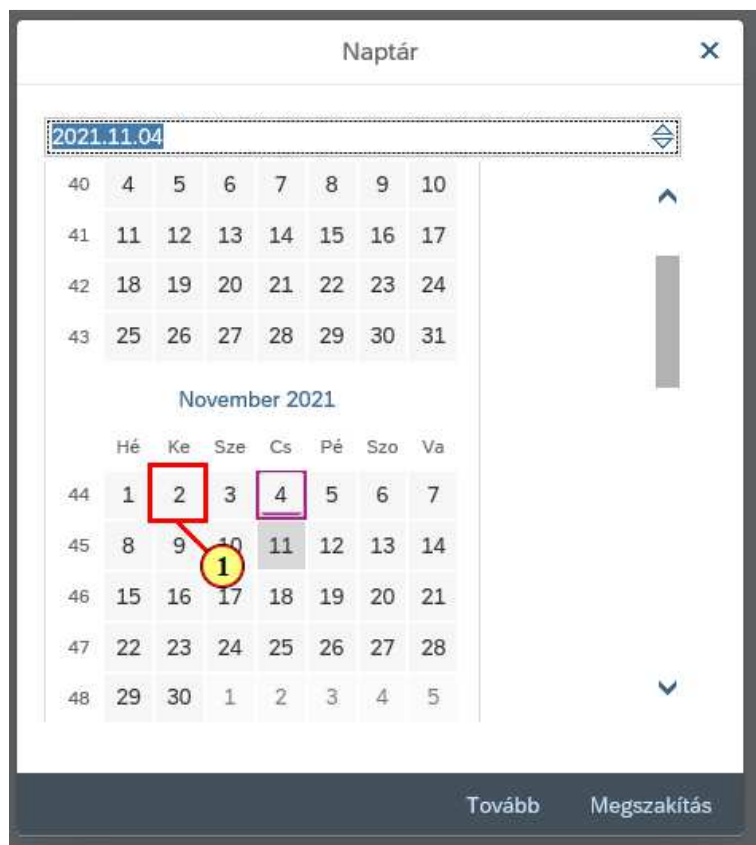 Naptár
2021.11.04
40 4 5 6 7 8 9 10
41 11 12 13 14 15 16 17
42 18 19 20 21 22 23 24
43 25 26 27 28 29 30 31
November 2021
Hé Ke Sze Cs Pé Szo Va
44 1 2 3 4 5 6 7
45 8 9 10 11 12 13 14
1
46 15 16 17 18 19 20 21
47 22 23 24 25 26 27 28
48 29 30 1 2 3 4 5
Tovább Megszakítás